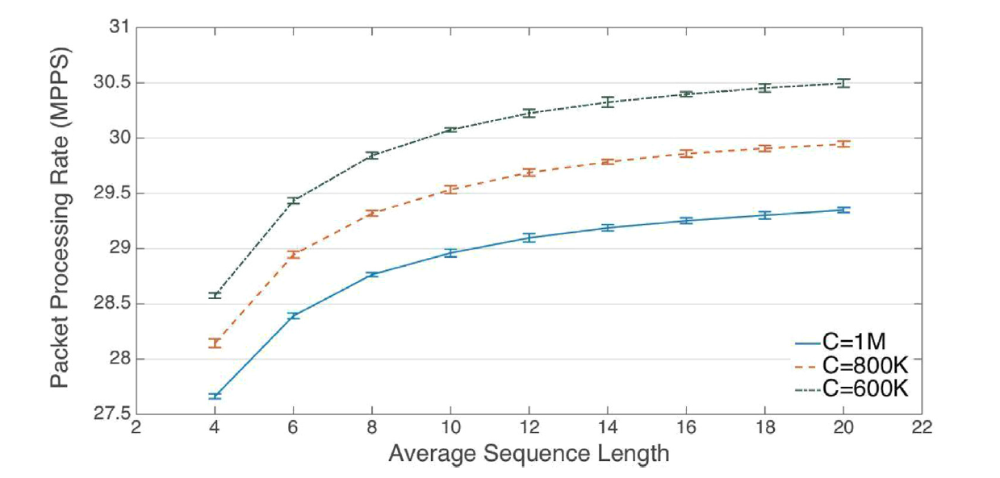 31
30.5
30
29.5
29
28.5
28
27.5
Packet Processing Rate (MPPS)
C=1M
C=800K
C=600K
2 4 6 8 10 12 14 16 18 20 22
Average Sequence Length